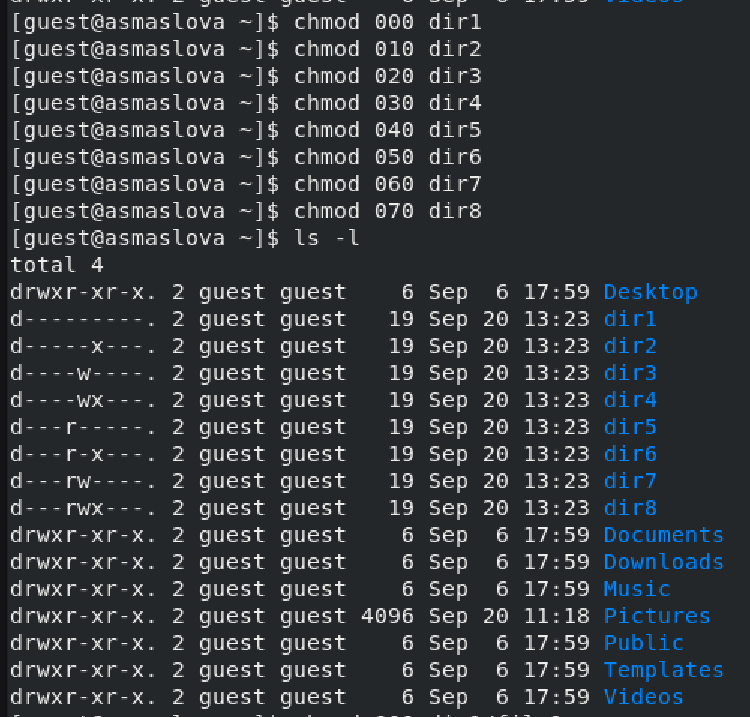 [guest@asmaslova ~]$ chmod 000 dir1
[guest@asmaslova ~]$ chmod 010 dir2
[guest@asmaslova ~]$ chmod 020 dir3
[guest@asmaslova ~]$ chmod 030 dir4
[guest@asmaslova ~]$ chmod 040 dir5
[guest@asmaslova ~]$ chmod 050 dir6
[guest@asmaslova ~]$ chmod 060 dir7
[guest@asmaslova ~]$ chmod 070 dir8
[guest@asmaslova ~]$ ls -l
total 4
drwxr-xr-x. 2 guest guest    6 Sep  6 17:59 Desktop
d---------. 2 guest guest   19 Sep 20 13:23 dir1
d-----x---. 2 guest guest   19 Sep 20 13:23 dir2
d----w----. 2 guest guest   19 Sep 20 13:23 dir3
d----wx---. 2 guest guest   19 Sep 20 13:23 dir4
d---r-----. 2 guest guest   19 Sep 20 13:23 dir5
d---r-x---. 2 guest guest   19 Sep 20 13:23 dir6
d---rw----. 2 guest guest   19 Sep 20 13:23 dir7
d---rwx---. 2 guest guest   19 Sep 20 13:23 dir8
drwxr-xr-x. 2 guest guest    6 Sep  6 17:59 Documents
drwxr-xr-x. 2 guest guest    6 Sep  6 17:59 Downloads
drwxr-xr-x. 2 guest guest    6 Sep  6 17:59 Music
drwxr-xr-x. 2 guest guest 4096 Sep 20 11:18 Pictures
drwxr-xr-x. 2 guest guest    6 Sep  6 17:59 Public
drwxr-xr-x. 2 guest guest    6 Sep  6 17:59 Templates
drwxr-xr-x. 2 guest guest    6 Sep  6 17:59 Videos